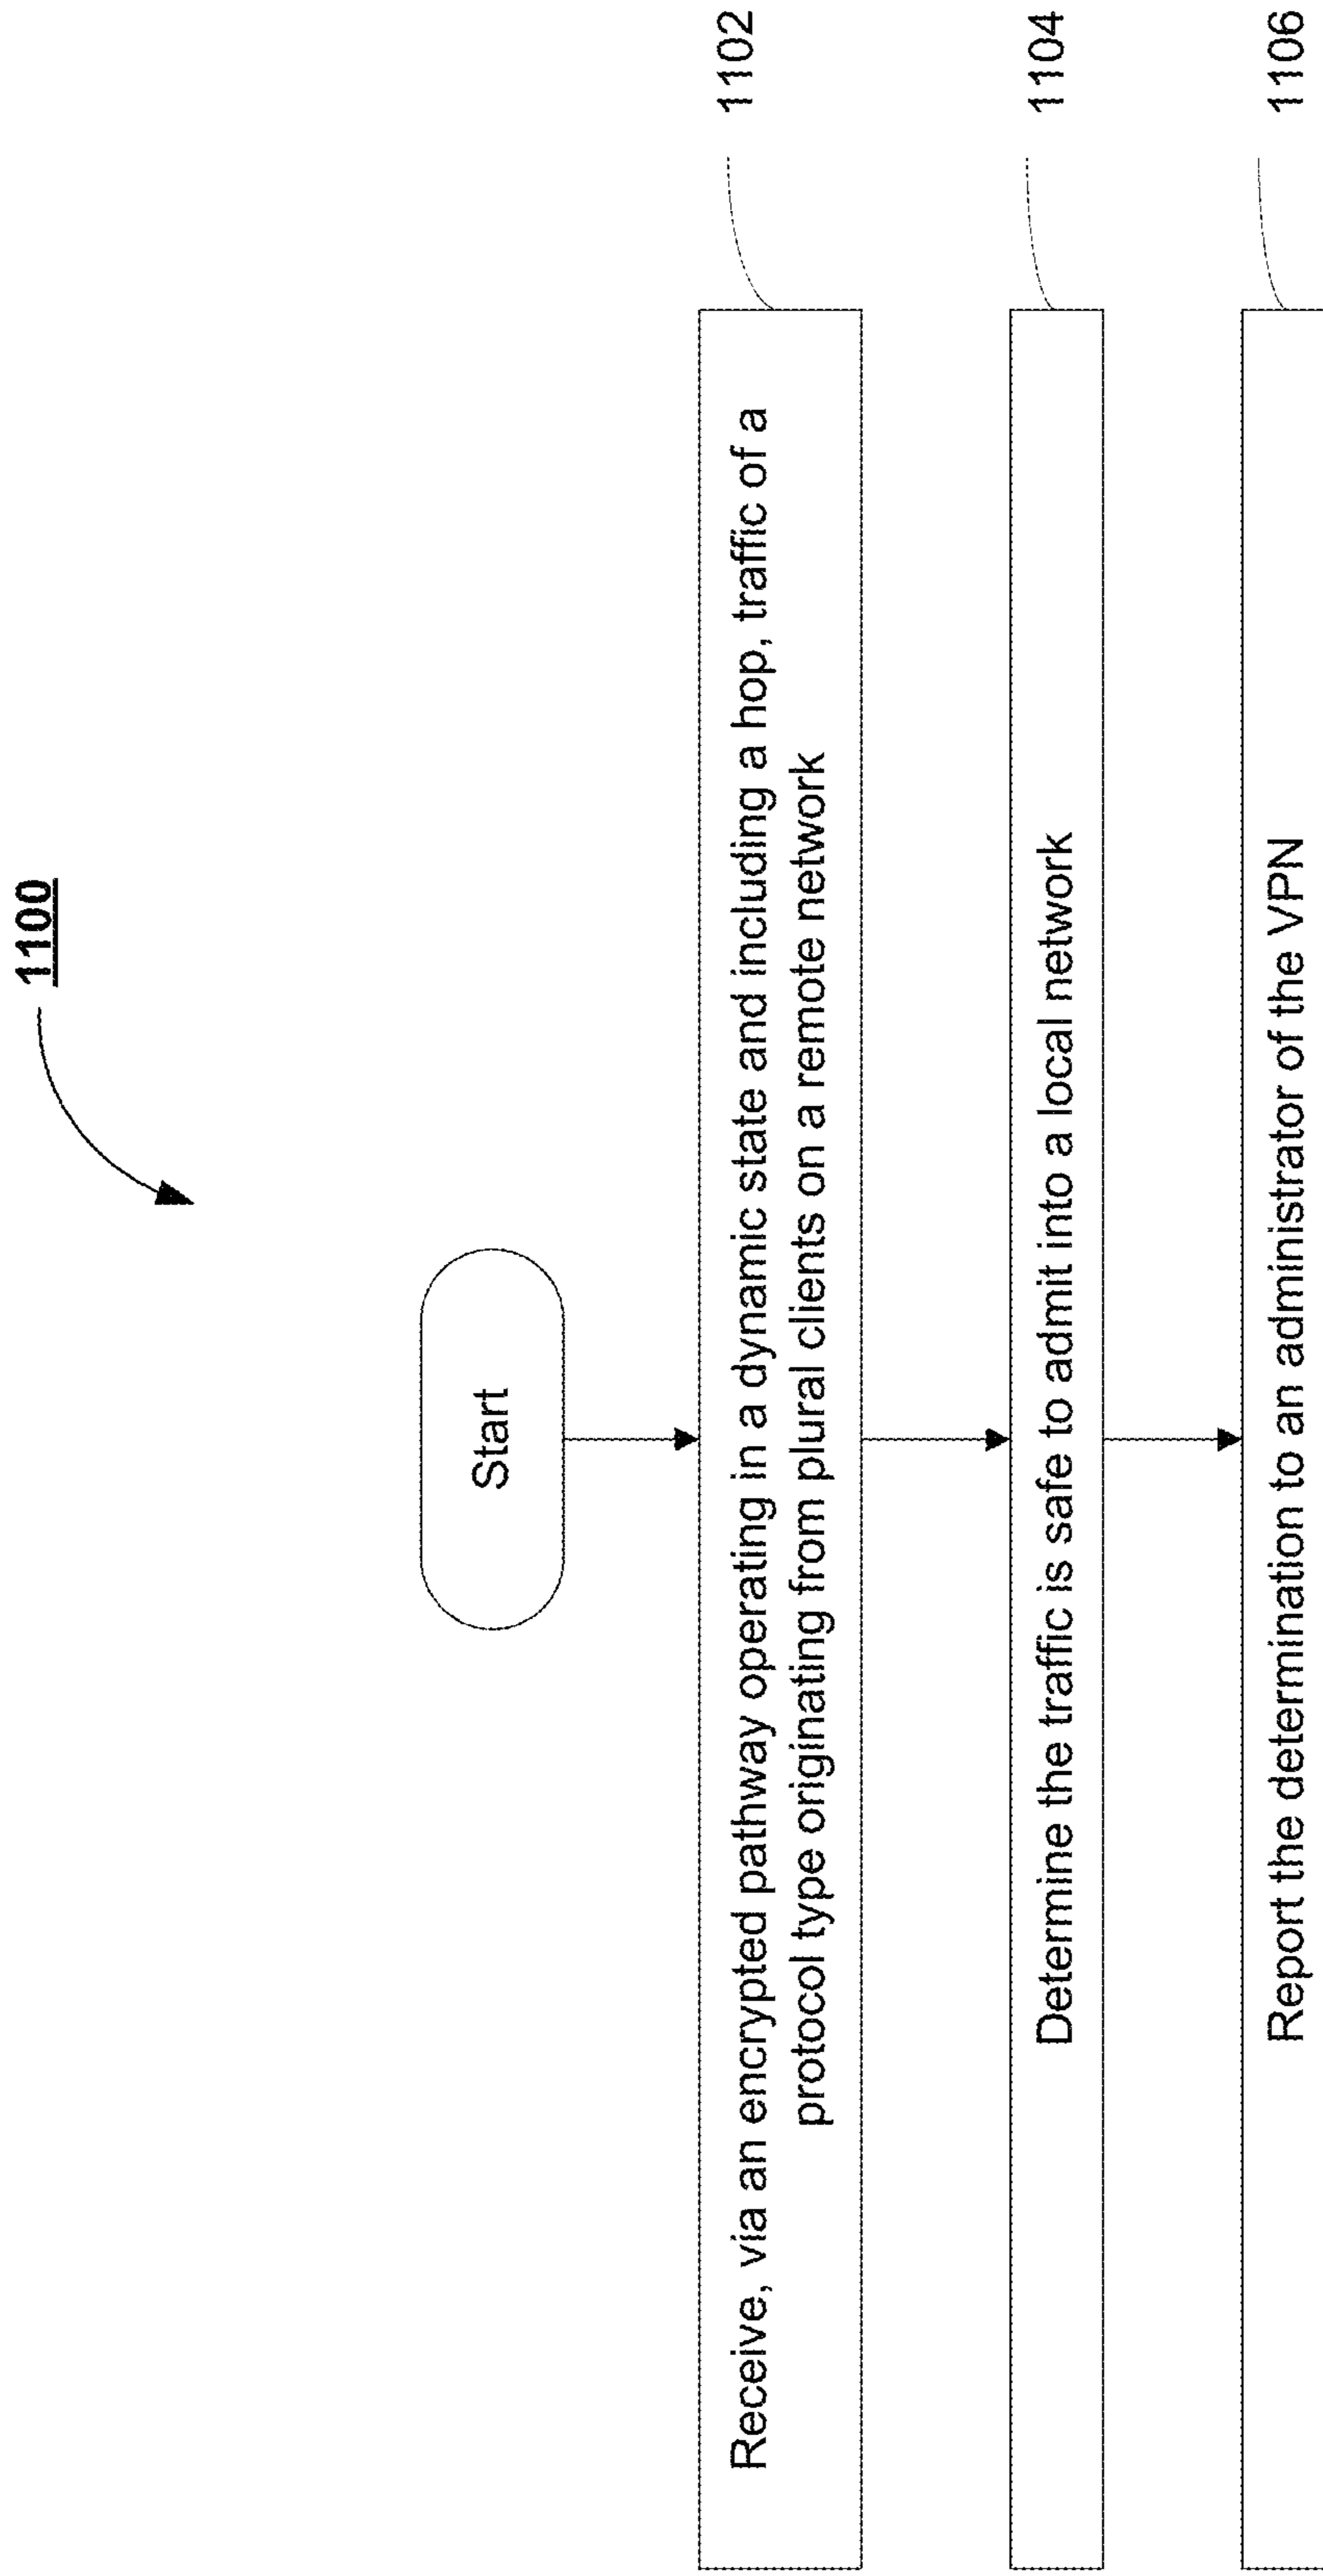 1100
Start
Receive, via an encrypted pathway operating in a dynamic state and including a hop, traffic of a
protocol type originating from plural clients on a remote network
1102
Determine the traffic is safe to admit into a local network
1104
Report the determination to an administrator of the VPN
1106